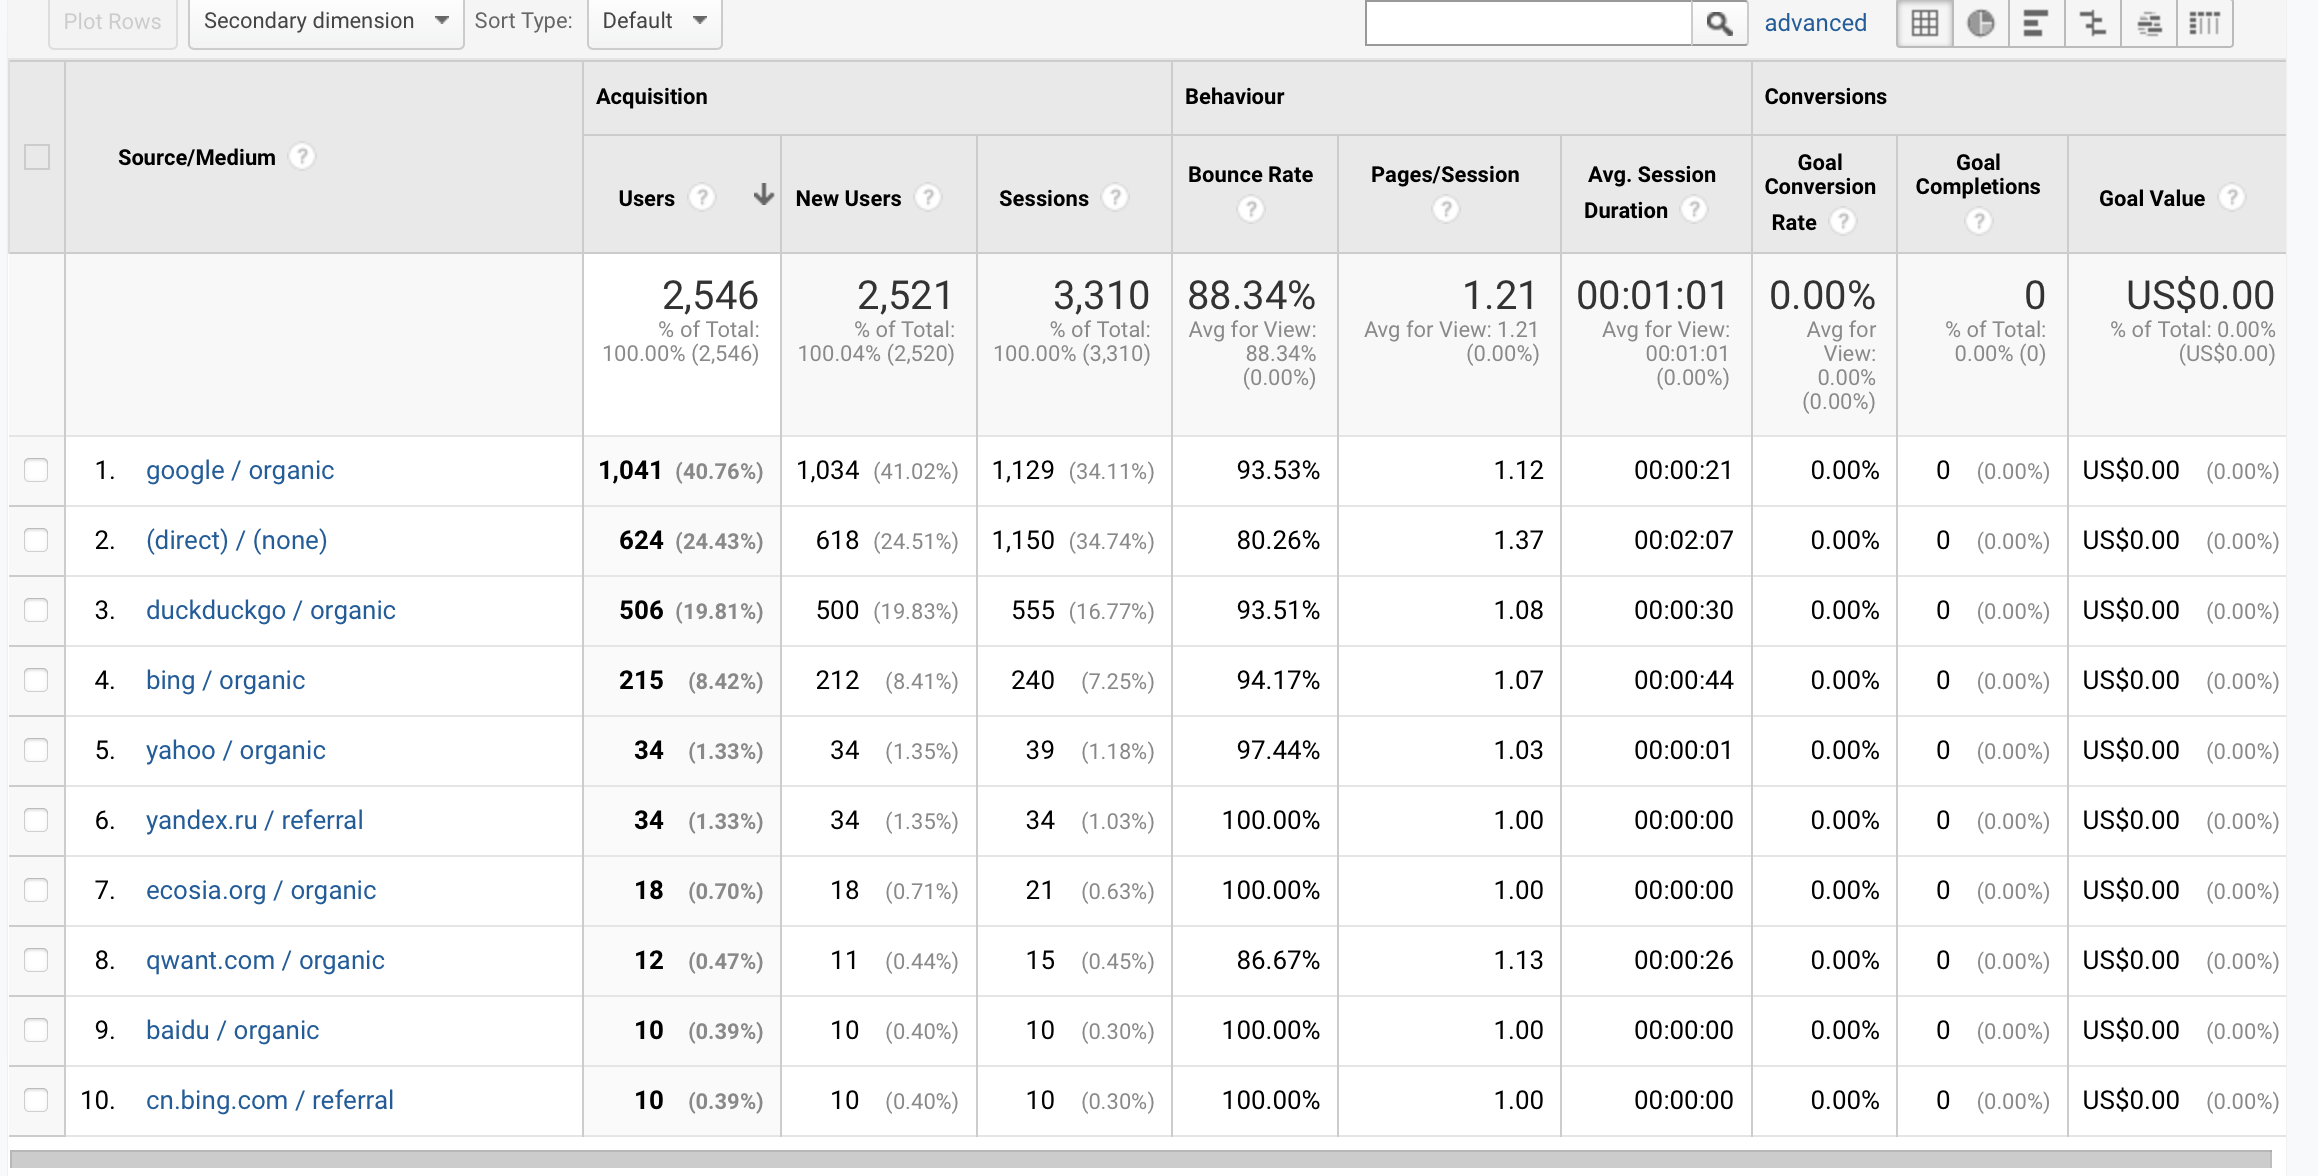 Plot Rows Secondary dimension Sort Type: Default advanced
Acquisition Behaviour Conversions
Source/Medium ? Users ? New Users ? Sessions ? Bounce Rate ? Pages/Session ? Avg. Session Duration ? Goal Conversion Rate ? Goal Completions ? Goal Value ?
2,546 2,521 3,310 88.34% 1.21 00:01:01 0.00% 0 US$0.00
% of Total: 100.00% (2,546) % of Total: 100.04% (2,520) % of Total: 100.00% (3,310) Avg for View: 88.34% (0.00%) Avg for View: 1.21 (0.00%) Avg for View: 00:01:01 (0.00%) Avg for View: 0.00% (0.00%) % of Total: 0.00% (0) % of Total: 0.00% (US$0.00)
1. google / organic 1,041 (40.76%) 1,034 (41.02%) 1,129 (34.11%) 93.53% 1.12 00:00:21 0.00% 0 (0.00%) US$0.00 (0.00%)
2. (direct) / (none) 624 (24.43%) 618 (24.51%) 1,150 (34.74%) 80.26% 1.37 00:02:07 0.00% 0 (0.00%) US$0.00 (0.00%)
3. duckduckgo / organic 506 (19.81%) 500 (19.83%) 555 (16.77%) 93.51% 1.08 00:00:30 0.00% 0 (0.00%) US$0.00 (0.00%)
4. bing / organic 215 (8.42%) 212 (8.41%) 240 (7.25%) 94.17% 1.07 00:00:44 0.00% 0 (0.00%) US$0.00 (0.00%)
5. yahoo / organic 34 (1.33%) 34 (1.35%) 39 (1.18%) 97.44% 1.03 00:00:01 0.00% 0 (0.00%) US$0.00 (0.00%)
6. yandex.ru / referral 34 (1.33%) 34 (1.35%) 34 (1.03%) 100.00% 1.00 00:00:00 0.00% 0 (0.00%) US$0.00 (0.00%)
7. ecosia.org / organic 18 (0.70%) 18 (0.71%) 21 (0.63%) 100.00% 1.00 00:00:00 0.00% 0 (0.00%) US$0.00 (0.00%)
8. qwant.com / organic 12 (0.47%) 11 (0.44%) 15 (0.45%) 86.67% 1.13 00:00:26 0.00% 0 (0.00%) US$0.00 (0.00%)
9. baidu / organic 10 (0.39%) 10 (0.40%) 10 (0.30%) 100.00% 1.00 00:00:00 0.00% 0 (0.00%) US$0.00 (0.00%)
10. cn.bing.com / referral 10 (0.39%) 10 (0.40%) 10 (0.30%) 100.00% 1.00 00:00:00 0.00% 0 (0.00%) US$0.00 (0.00%)